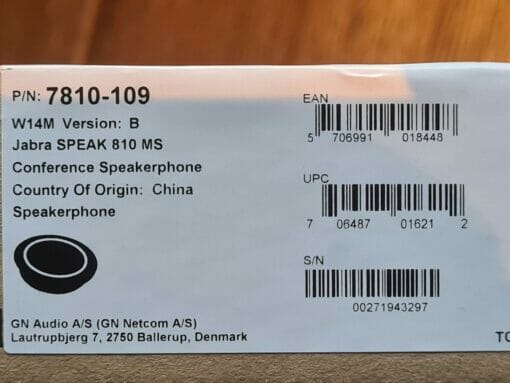 P/N: 7810-109
W14M Version: B
Jabra SPEAK 810 MS
Conference Speakerphone
Country Of Origin: China
Speakerphone
GN Audio A/S (GN Netcom A/S)
Lautrupbjerg 7, 2750 Ballerup, Denmark
EAN
5 706991 018448
UPC
7 06487 01621 2
S/N
00271943297